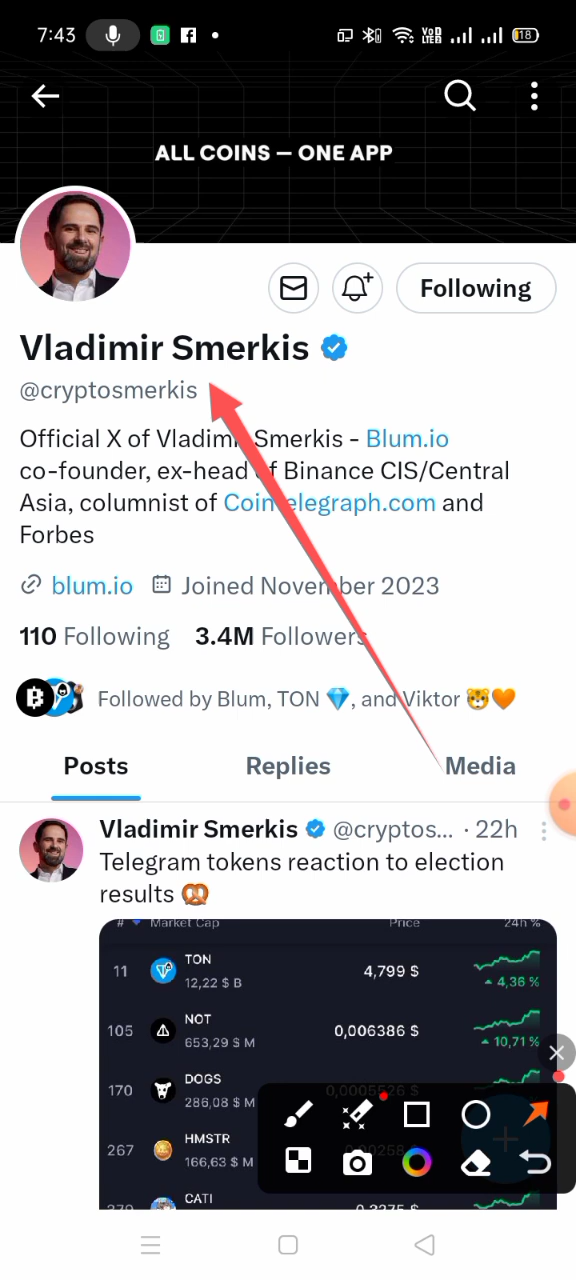 7:43
VoD
LTE
18
ALL COINS — ONE APP
Following
Vladimir Smerkis
@cryptosmerkis
Official X of Vladimir Smerkis - Blum.io
co-founder, ex-head of Binance CIS/Central
Asia, columnist of Cointelegraph.com and
Forbes
blum.io Joined November 2023
110 Following 3.4M Followers
Followed by Blum, TON 💎, and Viktor 🐯🧡
Posts Replies Media
Vladimir Smerkis @cryptos... · 22h
Telegram tokens reaction to election
results 🥨
# Market Cap Price 24h %
11 TON 4,799 $
12,22 $ B 4,36 %
105 NOT 0,006386 $
653,29 $ M 10,71 %
170 DOGS
286,08 $ M
267 HMSTR
166,63 $ M
CATI